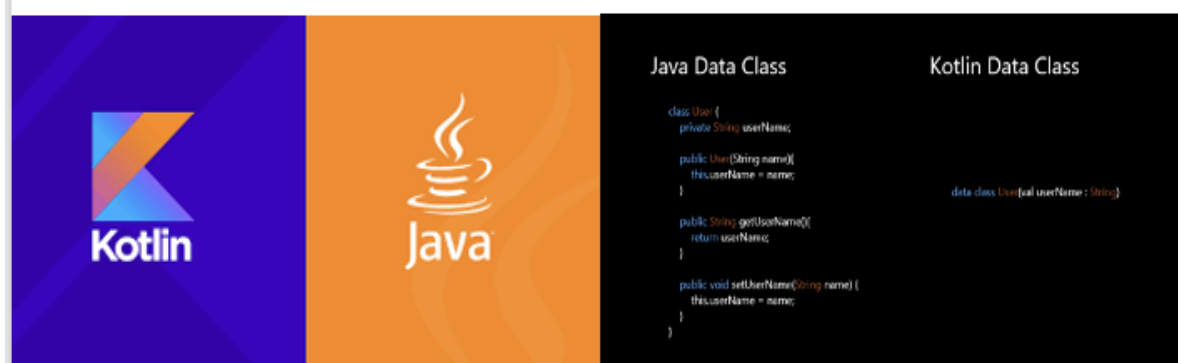 Kotlin
Java
Java Data Class
class User {
private String userName;
public User(String name){
this.userName = name;
}
public String getUserName(){
return userName;
}
public void setUserName(String name) {
this.userName = name;
}
}
Kotlin Data Class
data class User(val userName : String)